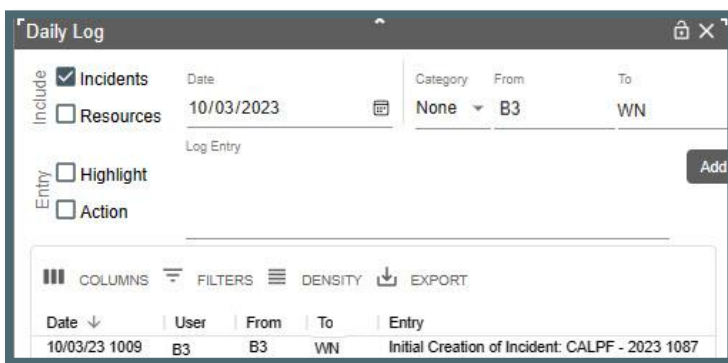 Daily Log
Include
Incidents
Resources
Date
10/03/2023
Category
None
From
B3
To
WN
Entry
Highlight
Action
Log Entry
Add
COLUMNS FILTERS DENSITY EXPORT
Date User From To Entry
10/03/23 1009 B3 B3 WN Initial Creation of Incident: CALPF - 2023 1087